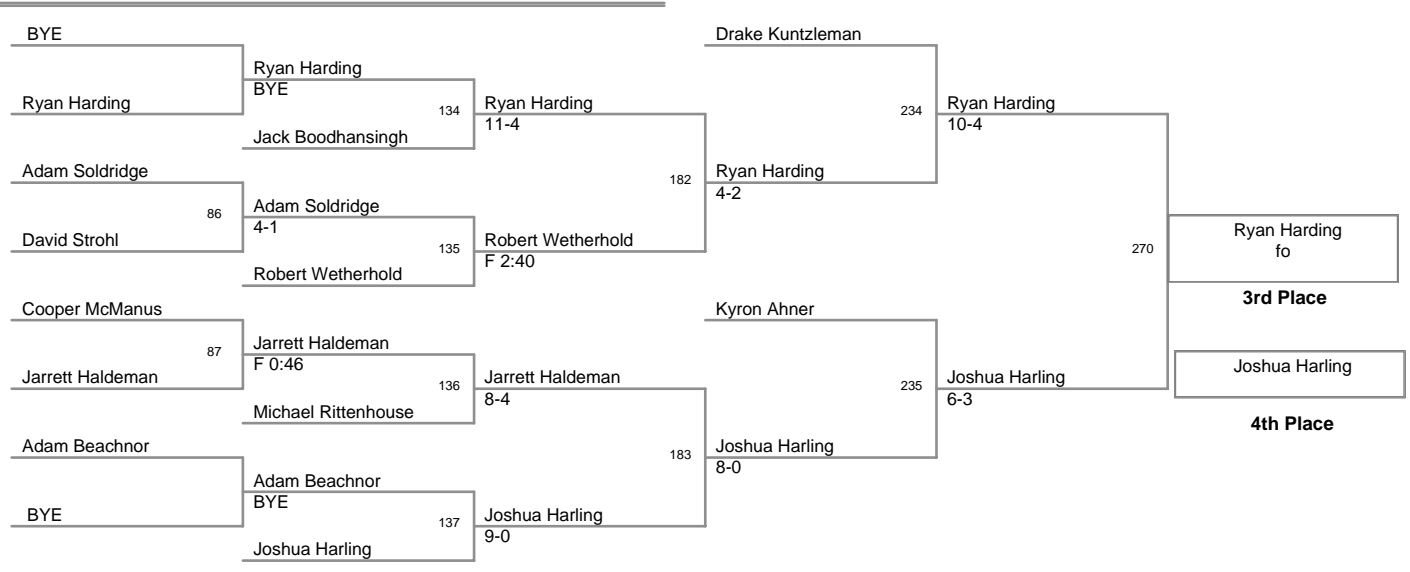 BYE
Drake Kuntzleman
Ryan Harding
BYE
Ryan Harding
134
Ryan Harding
11-4
234
Ryan Harding
10-4
Jack Boodhansingh
Adam Soldridge
182
Ryan Harding
4-2
86
Adam Soldridge
4-1
David Strohl
135
Robert Wetherhold
F 2:40
270
Ryan Harding
fo
Robert Wetherhold
3rd Place
Cooper McManus
Kyron Ahner
87
Jarrett Haldeman
F 0:46
Jarrett Haldeman
136
Jarrett Haldeman
8-4
235
Joshua Harling
6-3
Joshua Harling
Michael Rittenhouse
4th Place
Adam Beachnor
183
Joshua Harling
8-0
Adam Beachnor
BYE
BYE
137
Joshua Harling
9-0
Joshua Harling